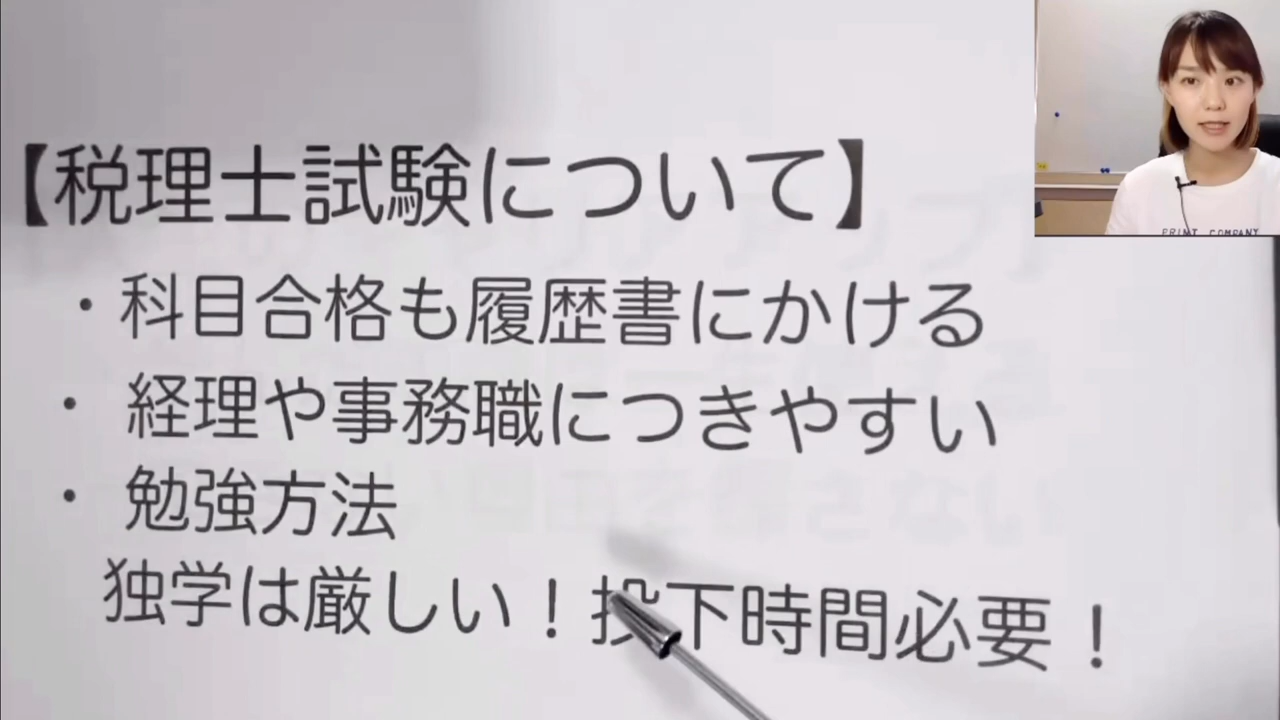 【税理士試験について】
・科目合格も履歴書にかける
・経理や事務職につきやすい
・勉強方法
独学は厳しい！投下時間必要！
PRINT COMPANY